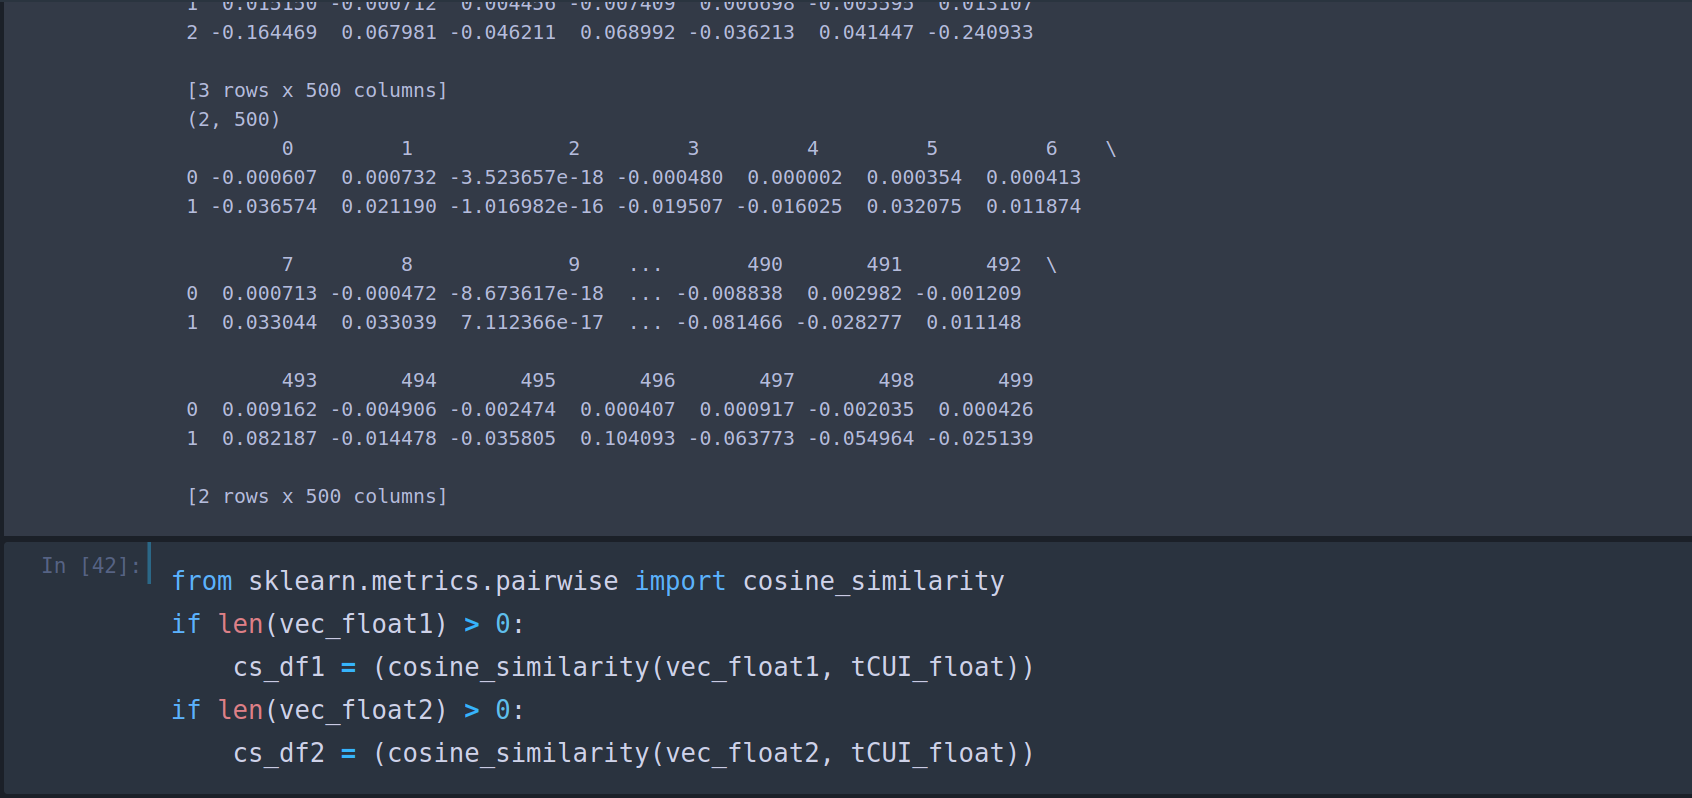 1  0.015150 -0.000712  0.004456 -0.007409  0.006698 -0.005595  0.013107
2 -0.164469  0.067981 -0.046211  0.068992 -0.036213  0.041447 -0.240933
[3 rows x 500 columns]
(2, 500)
        0         1             2         3         4         5         6    \
0 -0.000607  0.000732 -3.523657e-18 -0.000480  0.000002  0.000354  0.000413
1 -0.036574  0.021190 -1.016982e-16 -0.019507 -0.016025  0.032075  0.011874
        7         8             9    ...       490       491       492  \
0  0.000713 -0.000472 -8.673617e-18  ... -0.008838  0.002982 -0.001209
1  0.033044  0.033039  7.112366e-17  ... -0.081466 -0.028277  0.011148
        493       494       495       496       497       498       499
0  0.009162 -0.004906 -0.002474  0.000407  0.000917 -0.002035  0.000426
1  0.082187 -0.014478 -0.035805  0.104093 -0.063773 -0.054964 -0.025139
[2 rows x 500 columns]
In [42]:
from sklearn.metrics.pairwise import cosine_similarity
if len(vec_float1) > 0:
    cs_df1 = (cosine_similarity(vec_float1, tCUI_float))
if len(vec_float2) > 0:
    cs_df2 = (cosine_similarity(vec_float2, tCUI_float))